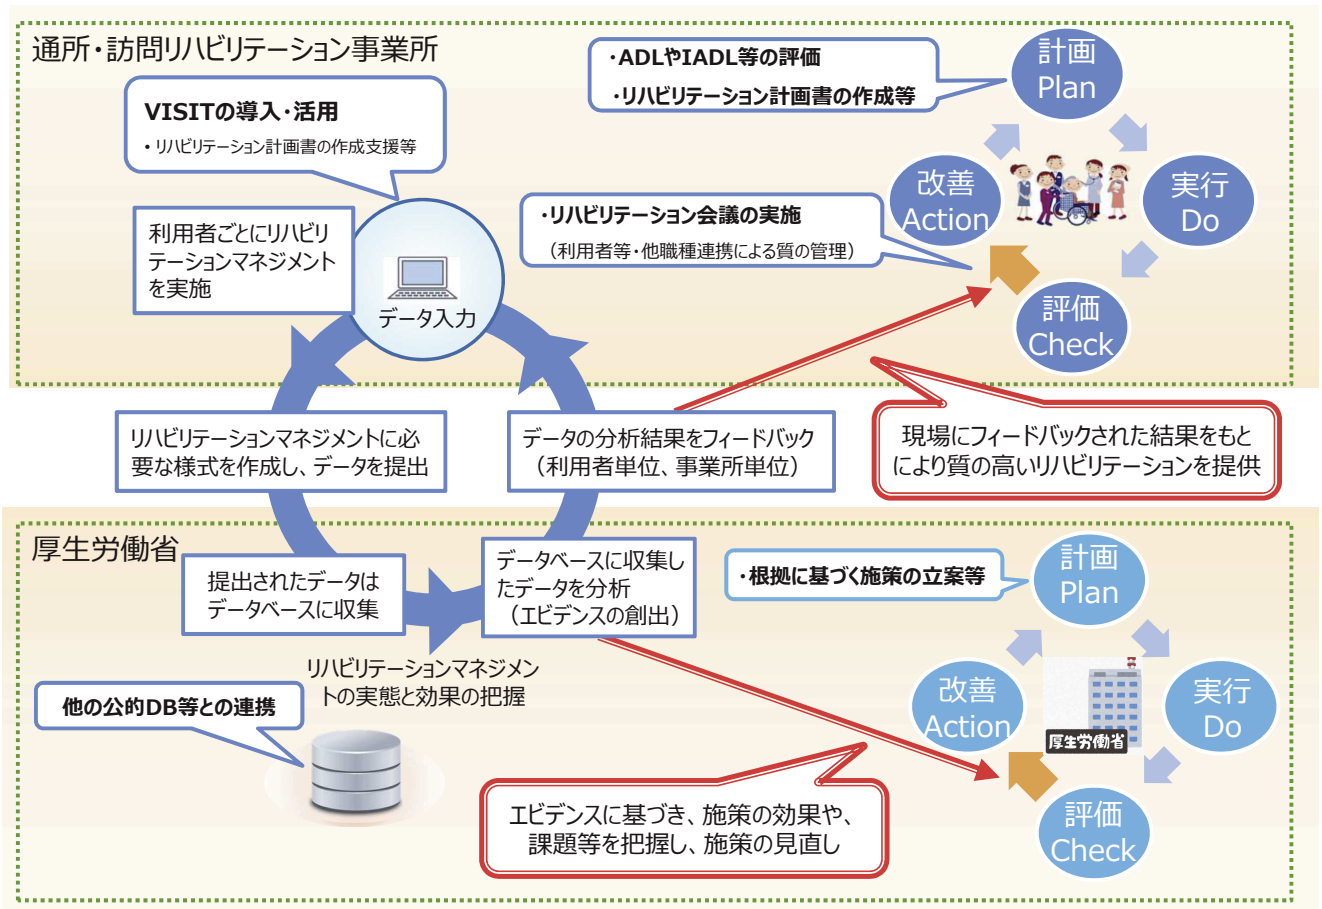 通所・訪問リハビリテーション事業所
VISITの導入・活用
・リハビリテーション計画書の作成支援等
・ADLやIADL等の評価
・リハビリテーション計画書の作成等
計画
Plan
改善
Action
実行
Do
評価
Check
・リハビリテーション会議の実施
（利用者等・他職種連携による質の管理）
利用者ごとにリハビリ
テーションマネジメント
を実施
データ入力
リハビリテーションマネジメントに必
要な様式を作成し、データを提出
データの分析結果をフィードバック
（利用者単位、事業所単位）
現場にフィードバックされた結果をもと
により質の高いリハビリテーションを提供
厚生労働省
提出されたデータは
データベースに収集
データベースに収集し
たデータを分析
（エビデンスの創出）
リハビリテーションマネジメン
トの実態と効果の把握
他の公的DB等との連携
・根拠に基づく施策の立案等
計画
Plan
改善
Action
厚生労働省
実行
Do
評価
Check
エビデンスに基づき、施策の効果や、
課題等を把握し、施策の見直し